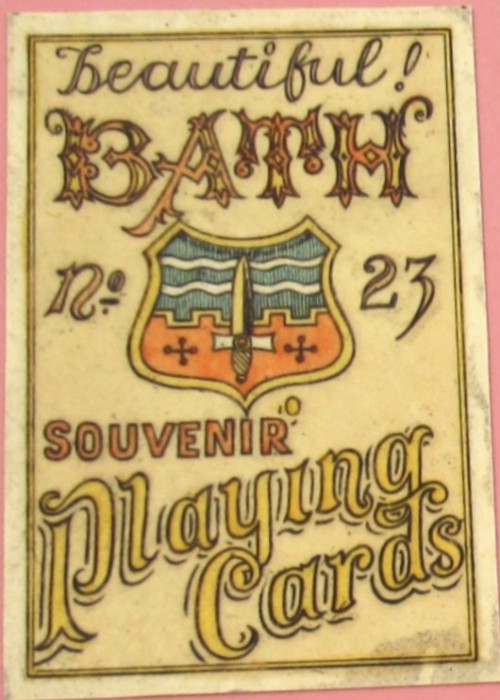 beautiful!
BATH
No 23
SOUVENIR
Playing
Cards